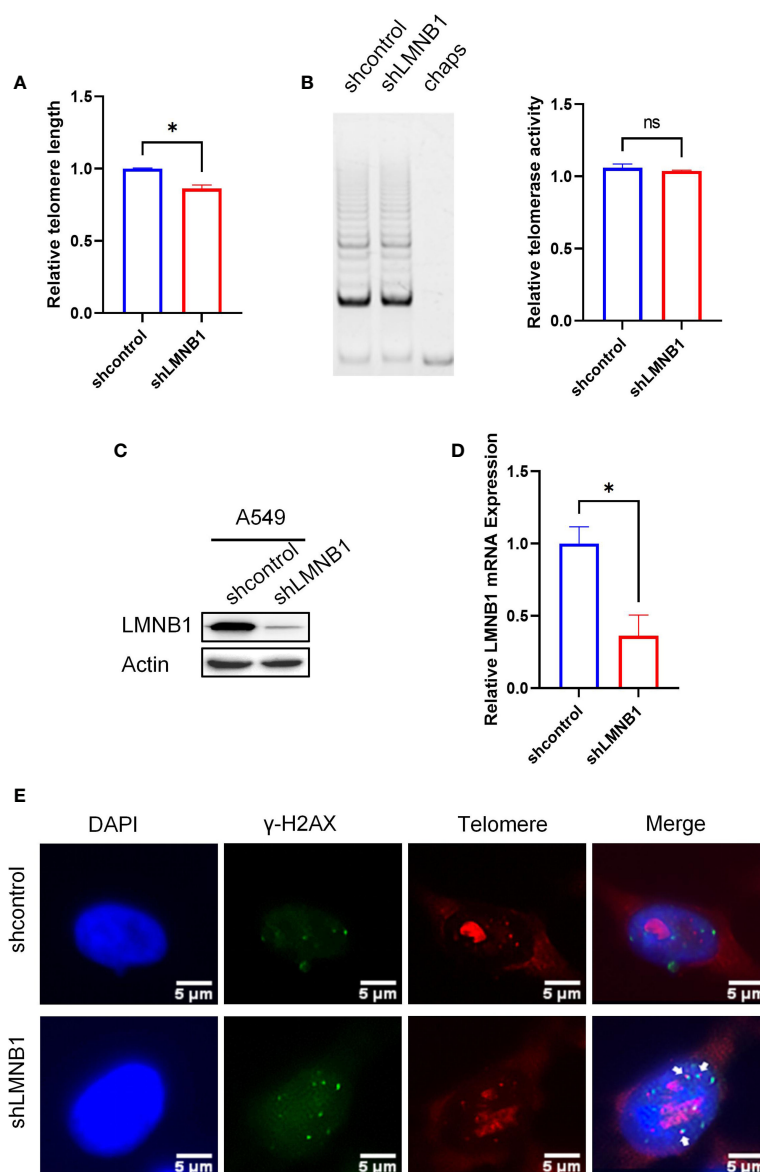 A
Relative telomere length
1.5
1.0
0.5
0.0
*
shcontrol
shLMNB1
B
shcontrol
shLMNB1
chaps
Relative telomerase activity
1.5
1.0
0.5
0.0
ns
shcontrol
shLMNB1
C
A549
shcontrol
shLMNB1
LMNB1
Actin
D
Relative LMNB1 mRNA Expression
1.5
1.0
0.5
0.0
*
shcontrol
shLMNB1
E
DAPI γ-H2AX Telomere Merge
shcontrol
5 μm 5 μm 5 μm 5 μm
shLMNB1
5 μm 5 μm 5 μm 5 μm